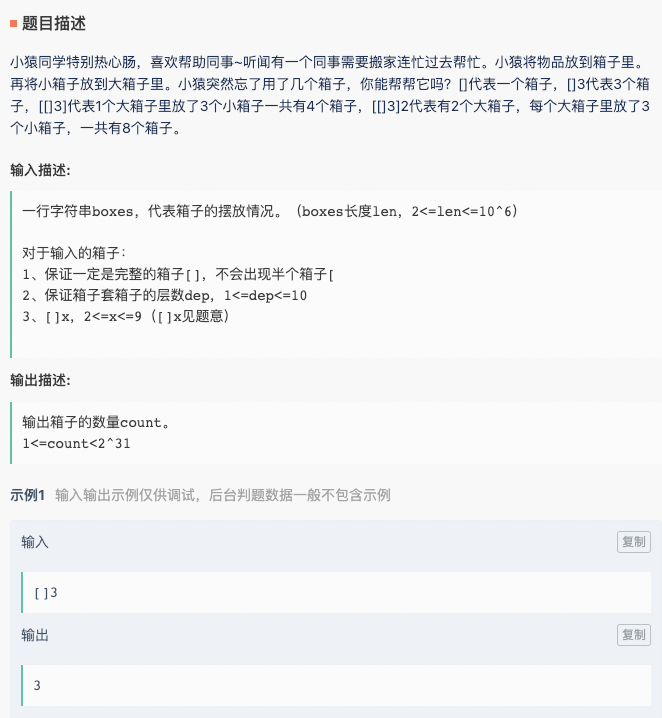 题目描述
小猿同学特别热心肠，喜欢帮助同事~听闻有一个同事需要搬家连忙过去帮忙。小猿将物品放到箱子里。
再将小箱子放到大箱子里。小猿突然忘了用了几个箱子，你能帮帮它吗？[]代表一个箱子，[]3代表3个箱
子，[[]3]代表1个大箱子里放了3个小箱子一共有4个箱子，[[]3]2代表有2个大箱子，每个大箱子里放了3
个小箱子，一共有8个箱子。
输入描述:
一行字符串boxes，代表箱子的摆放情况。（boxes长度len，2<=len<=10^6）
对于输入的箱子：
1、保证一定是完整的箱子[]，不会出现半个箱子[
2、保证箱子套箱子的层数dep，1<=dep<=10
3、[]x，2<=x<=9（[]x见题意）
输出描述:
输出箱子的数量count。
1<=count<2^31
示例1 输入输出示例仅供调试，后台判题数据一般不包含示例
输入 复制
[]3
输出 复制
3